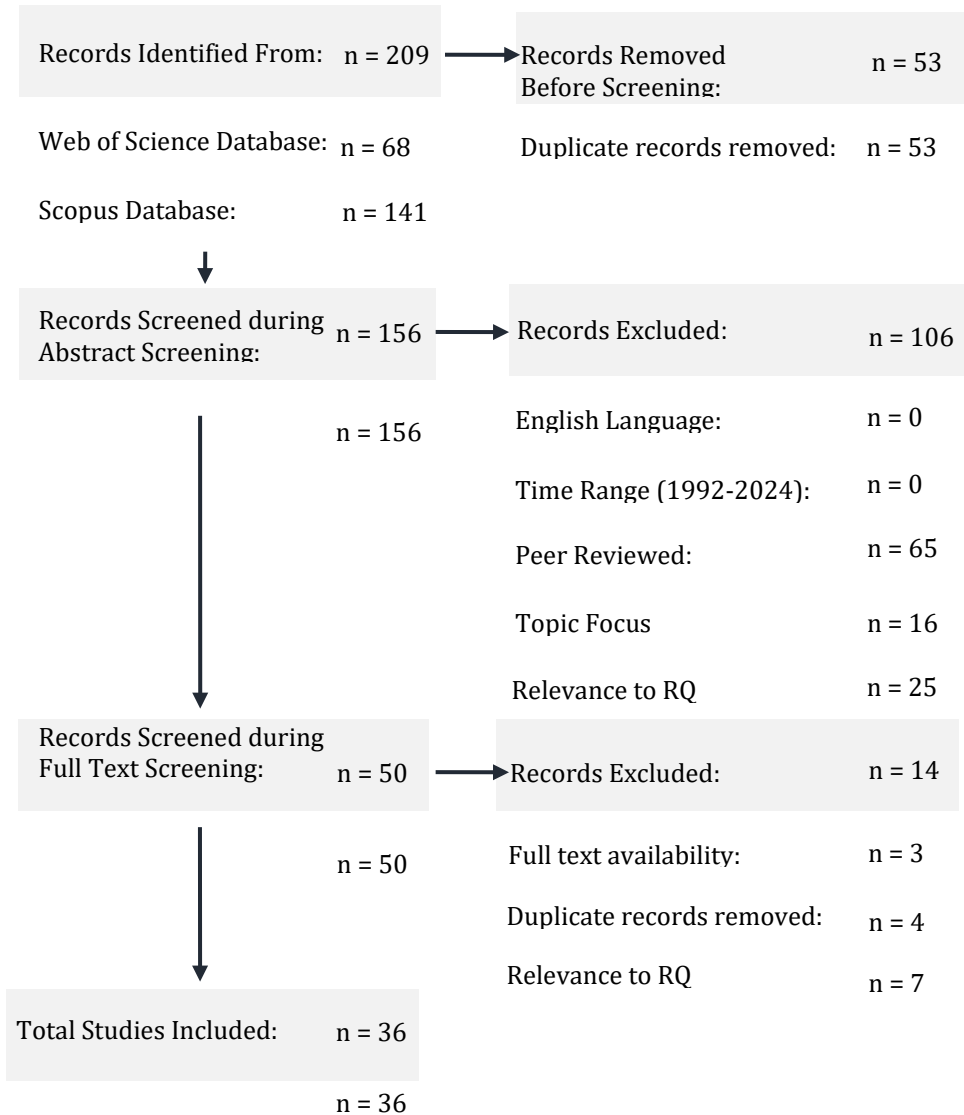 Records Identified From: n = 209
Records Removed
Before Screening: n = 53
Web of Science Database: n = 68
Duplicate records removed: n = 53
Scopus Database: n = 141
Records Screened during
Abstract Screening: n = 156
Records Excluded: n = 106
n = 156
English Language: n = 0
Time Range (1992-2024): n = 0
Peer Reviewed: n = 65
Topic Focus n = 16
Relevance to RQ n = 25
Records Screened during
Full Text Screening: n = 50
Records Excluded: n = 14
n = 50
Full text availability: n = 3
Duplicate records removed: n = 4
Relevance to RQ n = 7
Total Studies Included: n = 36
n = 36